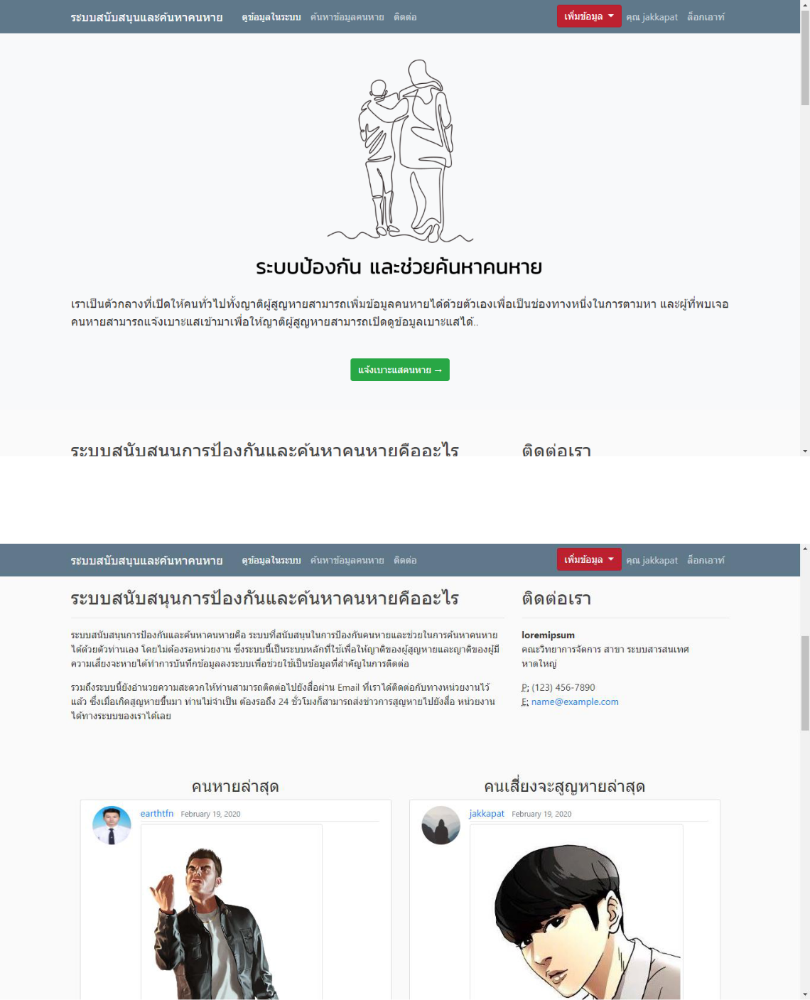 ระบบสนับสนุนและค้นหาคนหาย ดูข้อมูลในระบบ ค้นหาข้อมูลคนหาย ติดต่อ เพิ่มข้อมูล คุณ jakkapat ล็อกเอาท์
ระบบป้องกัน และช่วยค้นหาคนหาย
เราเป็นตัวกลางที่เปิดให้คนทั่วไปทั้งญาติผู้สูญหายสามารถเพิ่มข้อมูลคนหายได้ด้วยตัวเองเพื่อเป็นช่องทางหนึ่งในการตามหา และผู้ที่พบเจอ
คนหายสามารถแจ้งเบาะแสเข้ามาเพื่อให้ญาติผู้สูญหายสามารถเปิดดูข้อมูลเบาะแสได้..
แจ้งเบาะแสคนหาย →
ระบบสนับสนุนการป้องกันและค้นหาคนหายคืออะไร ติดต่อเรา
ระบบสนับสนุนและค้นหาคนหาย ดูข้อมูลในระบบ ค้นหาข้อมูลคนหาย ติดต่อ เพิ่มข้อมูล คุณ jakkapat ล็อกเอาท์
ระบบสนับสนุนการป้องกันและค้นหาคนหายคืออะไร
ระบบสนับสนุนการป้องกันและค้นหาคนหายคือ ระบบที่สนับสนุนในการป้องกันคนหายและช่วยในการค้นหาคนหาย
ได้ด้วยตัวท่านเอง โดยไม่ต้องรอหน่วยงาน ซึ่งระบบนี้เป็นระบบหลักที่ใช้เพื่อให้ญาติของผู้สูญหายและญาติของผู้มี
ความเสี่ยงจะหายได้ทำการบันทึกข้อมูลลงระบบเพื่อช่วยใช้เป็นข้อมูลที่สำคัญในการติดต่อ
รวมถึงระบบนี้ยังอำนวยความสะดวกให้ท่านสามารถติดต่อไปยังสื่อผ่าน Email ที่เราได้ติดต่อกับทางหน่วยงานไว้
แล้ว ซึ่งเมื่อเกิดสูญหายขึ้นมา ท่านไม่จำเป็น ต้องรอถึง 24 ชั่วโมงก็สามารถส่งข่าวการสูญหายไปยังสื่อ หน่วยงาน
ได้ทางระบบของเราได้เลย
ติดต่อเรา
loremipsum
คณะวิทยาการจัดการ สาขา ระบบสารสนเทศ
หาดใหญ่
P: (123) 456-7890
E: name@example.com
คนหายล่าสุด
earthtfn February 19, 2020
คนเสี่ยงจะสูญหายล่าสุด
jakkapat February 19, 2020